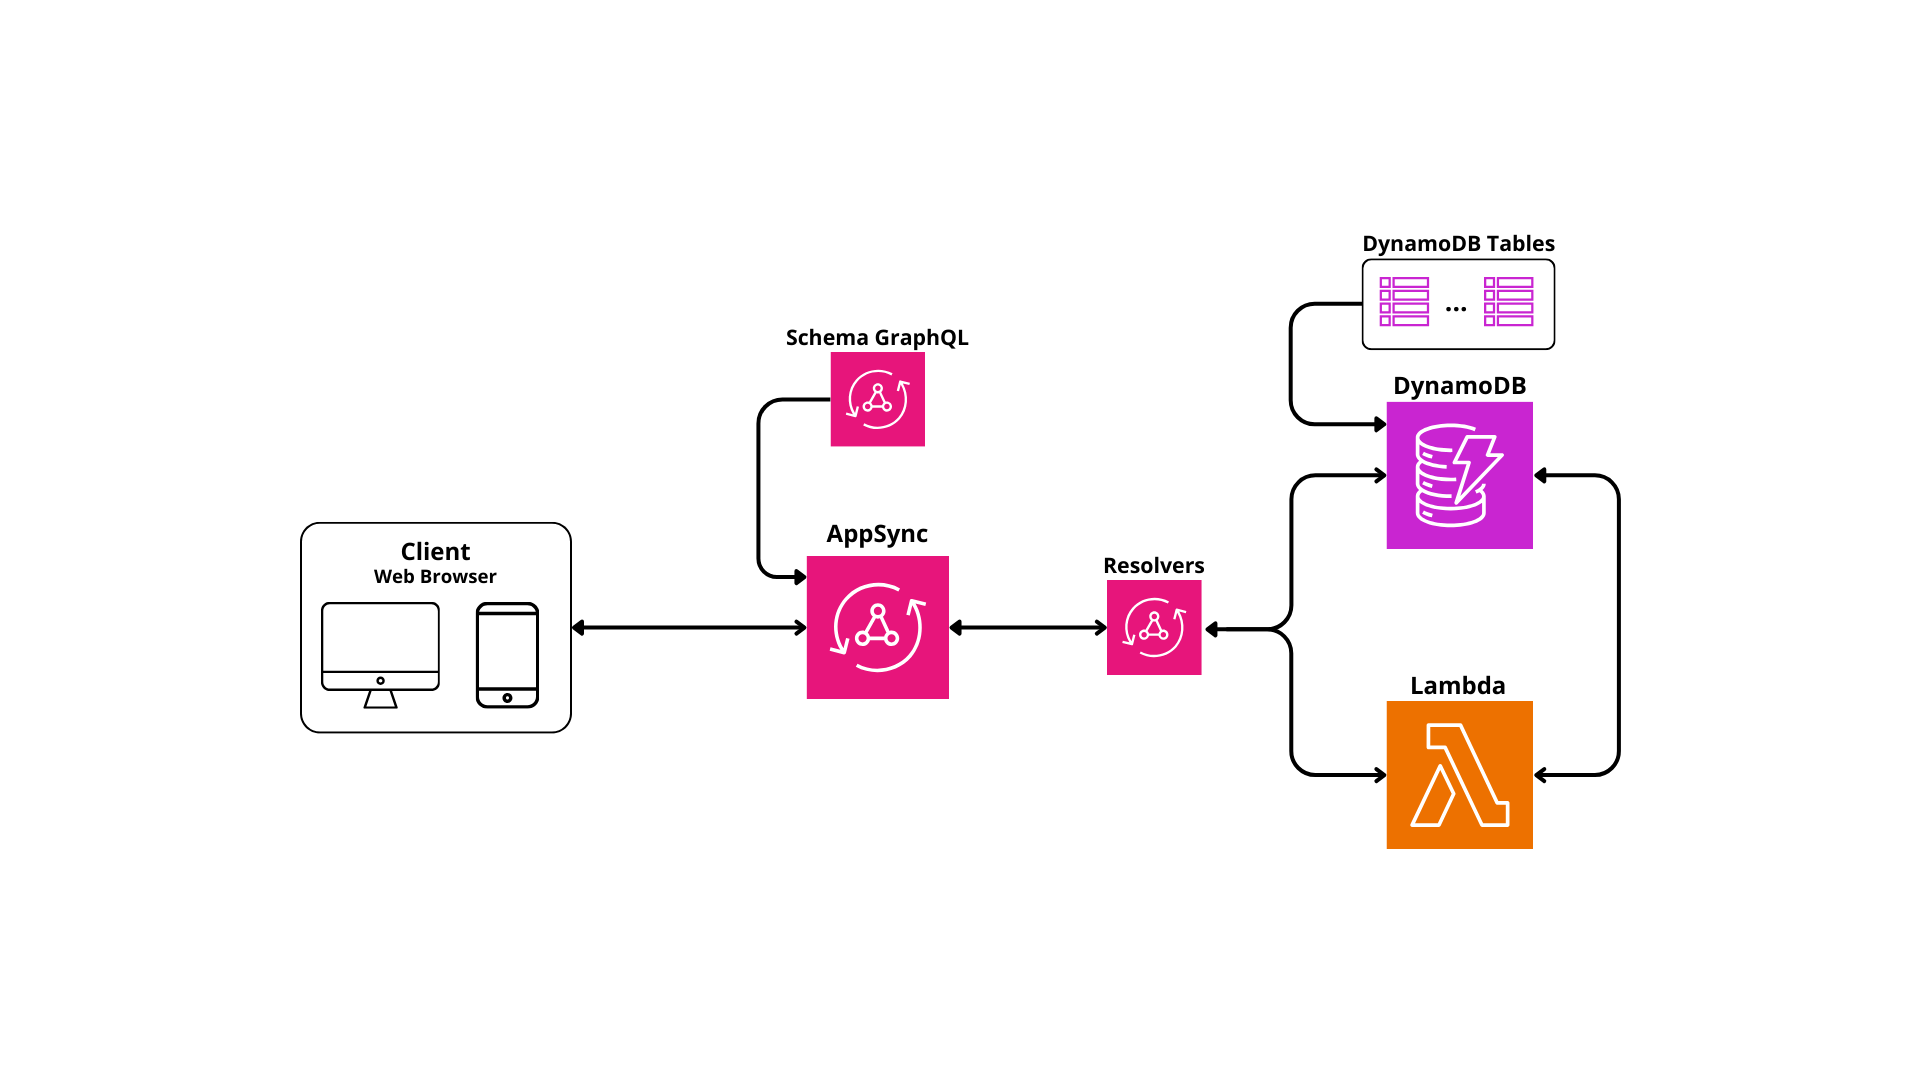 DynamoDB Tables
...
Schema GraphQL
DynamoDB
AppSync
Client
Web Browser
Resolvers
Lambda